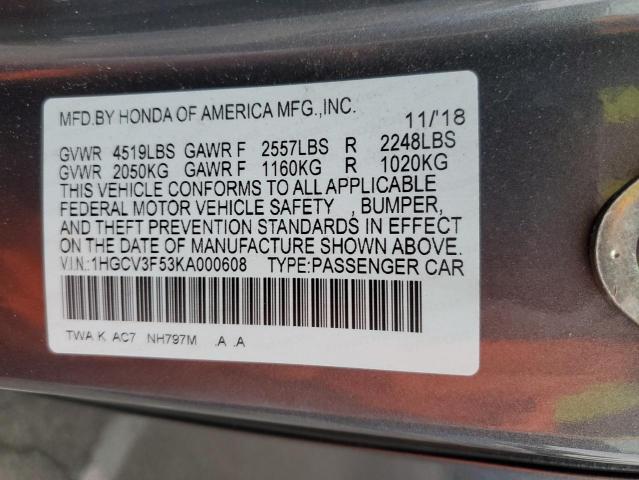 MFD.BY HONDA OF AMERICA MFG.,INC. 11/'18
GVWR 4519LBS GAWR F 2557LBS R 2248LBS
GVWR 2050KG GAWR F 1160KG R 1020KG
THIS VEHICLE CONFORMS TO ALL APPLICABLE
FEDERAL MOTOR VEHICLE SAFETY , BUMPER,
AND THEFT PREVENTION STANDARDS IN EFFECT
ON THE DATE OF MANUFACTURE SHOWN ABOVE.
V.I.N.:1HGCV3F53KA000608 TYPE:PASSENGER CAR
TWA K AC7 NH797M .A .A